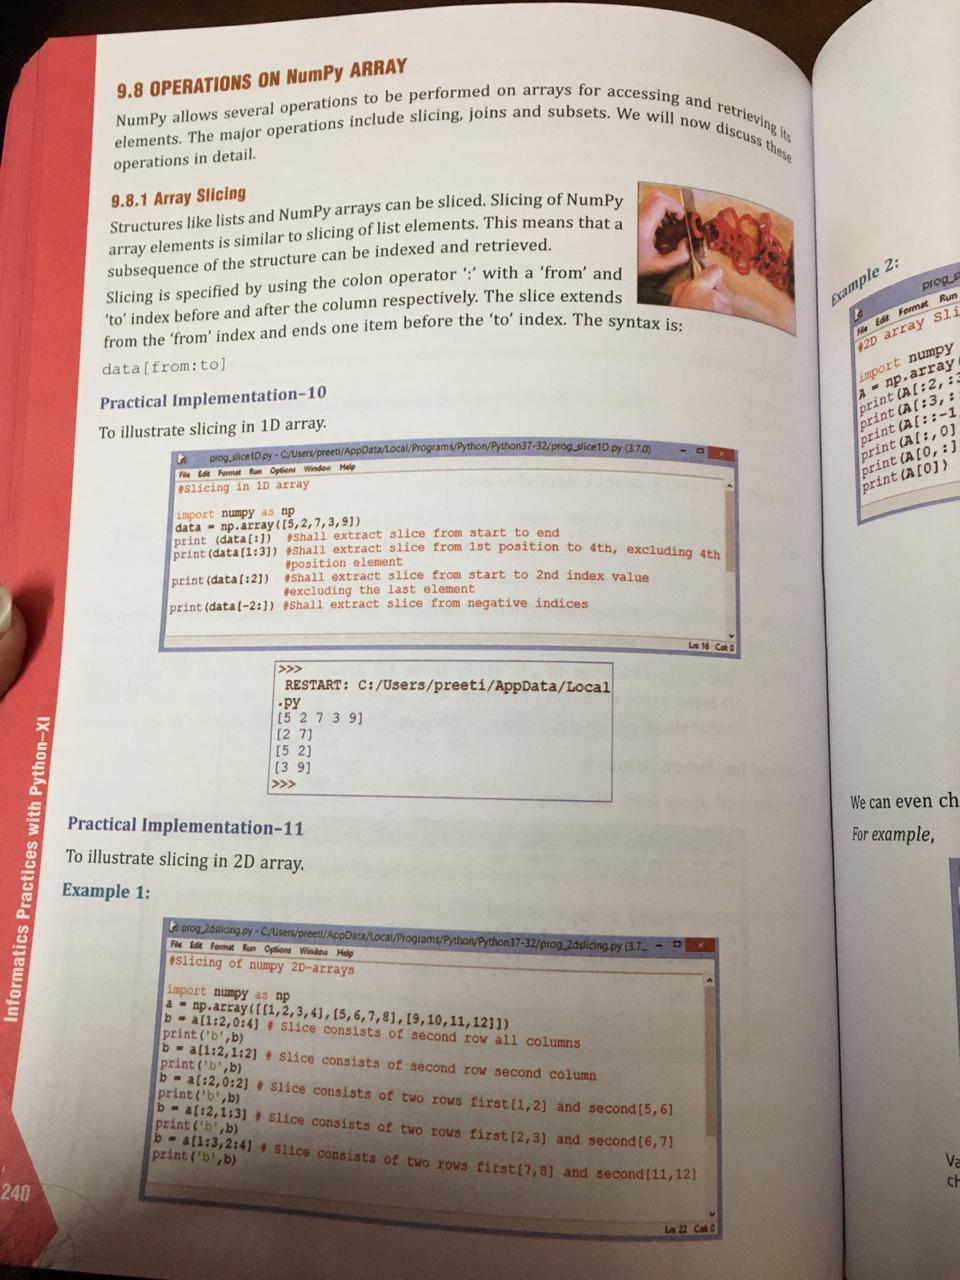 9.8 OPERATIONS ON NumPy ARRAY
NumPy allows several operations to be performed on arrays for accessing and retrieving its
elements. The major operations include slicing, joins and subsets. We will now discuss these
operations in detail.
9.8.1 Array Slicing
Structures like lists and NumPy arrays can be sliced. Slicing of NumPy
array elements is similar to slicing of list elements. This means that a
subsequence of the structure can be indexed and retrieved.
Slicing is specified by using the colon operator ‘:’ with a ‘from’ and
‘to’ index before and after the column respectively. The slice extends
from the ‘from’ index and ends one item before the ‘to’ index. The syntax is:
data[from:to]
Practical Implementation–10
To illustrate slicing in 1D array.
prog_slice1D.py - C:/Users/preeti/AppData/Local/Programs/Python/Python37-32/prog_slice1D.py (3.7.0)
File Edit Format Run Options Window Help
#Slicing in 1D array
import numpy as np
data = np.array([5,2,7,3,9])
print (data[:]) #Shall extract slice from start to end
print(data[1:3]) #Shall extract slice from 1st position to 4th, excluding 4th
#position element
print(data[:2]) #Shall extract slice from start to 2nd index value
#excluding the last element
print(data[-2:]) #Shall extract slice from negative indices
Ln: 16 Col: 0
>>>
RESTART: C:/Users/preeti/AppData/Local
.py
[5 2 7 3 9]
[2 7]
[5 2]
[3 9]
>>>
Practical Implementation–11
To illustrate slicing in 2D array.
Example 1:
prog_2dslicing.py - C:/Users/preeti/AppData/Local/Programs/Python/Python37-32/prog_2dslicing.py (3.7_
File Edit Format Run Options Window Help
#Slicing of numpy 2D-arrays
import numpy as np
a = np.array([[1,2,3,4],[5,6,7,8],[9,10,11,12]])
b = a[1:2,0:4] # Slice consists of second row all columns
print('b',b)
b = a[1:2,1:2] # Slice consists of second row second column
print('b',b)
b = a[:2,0:2] # Slice consists of two rows first[1,2] and second[5,6]
print('b',b)
b = a[:2,1:3] # Slice consists of two rows first[2,3] and second[6,7]
print('b',b)
b = a[1:3,2:4] # Slice consists of two rows first[7,8] and second[11,12]
print('b',b)
Ln: 22 Col: 0
Informatics Practices with Python–XI
240
Example 2:
File Edit Format Run
#2D array Sli
import numpy
A = np.array(
print(A[:2,:3
print(A[:3,:
print(A[::-1
print(A[:,0]
print(A[0,:]
print(A[0])
We can even ch
For example,